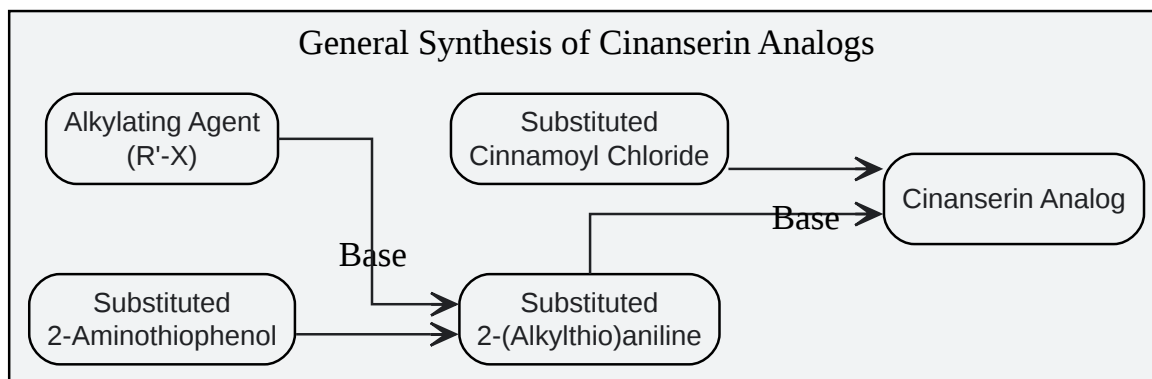 General Synthesis of Cinanserin Analogs
Alkylating Agent
(R'-X)
Substituted
Cinnamoyl Chloride
Cinanserin Analog
Base
Base
Substituted
2-Aminothiophenol
Substituted
2-(Alkylthio)aniline